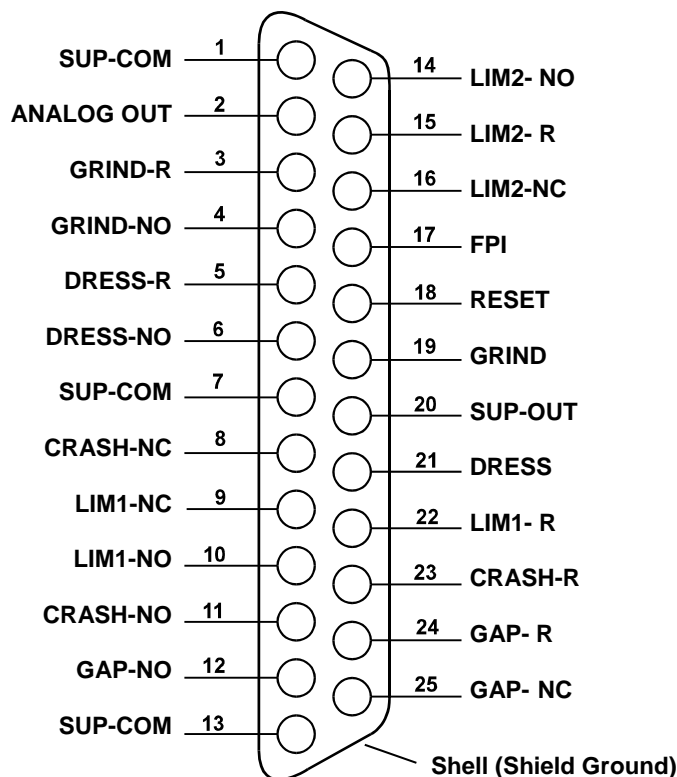 SUP-COM 1
ANALOG OUT 2
GRIND-R 3
GRIND-NO 4
DRESS-R 5
DRESS-NO 6
SUP-COM 7
CRASH-NC 8
LIM1-NC 9
LIM1-NO 10
CRASH-NO 11
GAP-NO 12
SUP-COM 13
14 LIM2- NO
15 LIM2- R
16 LIM2-NC
17 FPI
18 RESET
19 GRIND
20 SUP-OUT
21 DRESS
22 LIM1- R
23 CRASH-R
24 GAP- R
25 GAP- NC
Shell (Shield Ground)